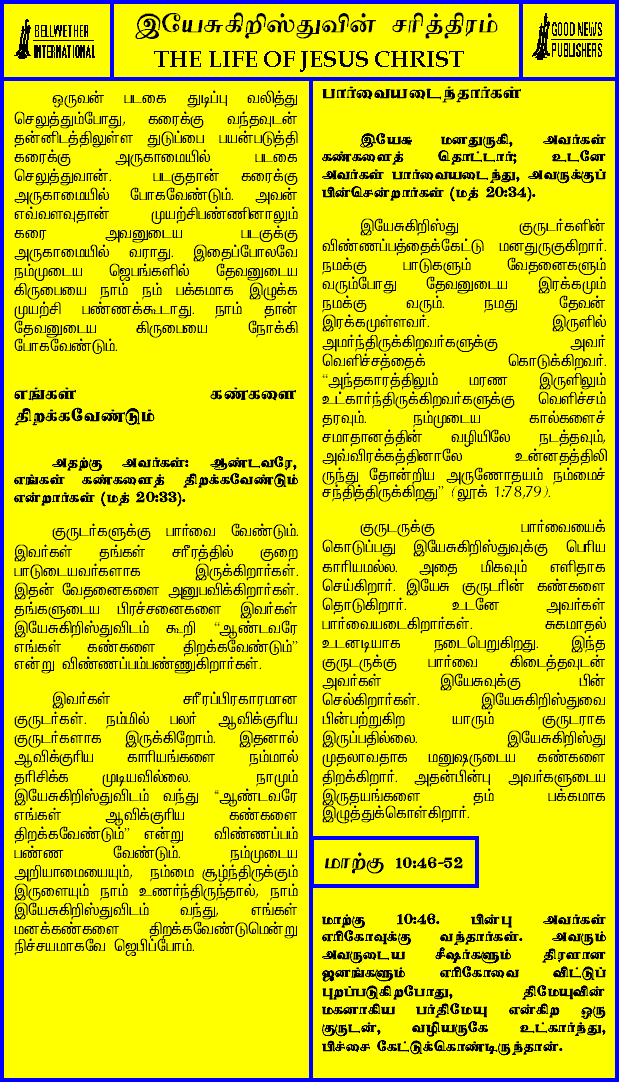 BELLWETHER
INTERNATIONAL
இயேசுகிறிஸ்துவின் சரித்திரம்
THE LIFE OF JESUS CHRIST
GOOD NEWS
PUBLISHERS
ஒருவன் படகை துடிப்பு வலித்து
செலுத்தும்போது, கரைக்கு வந்தவுடன்
தன்னிடத்திலுள்ள துடுப்பை பயன்படுத்தி
கரைக்கு அருகாமையில் படகை
செலுத்துவான். படகுதான் கரைக்கு
அருகாமையில் போகவேண்டும். அவன்
எவ்வளவுதான் முயற்சிபண்ணினாலும்
கரை அவனுடைய படகுக்கு
அருகாமையில் வராது. இதைப்போலவே
நம்முடைய ஜெபங்களில் தேவனுடைய
கிருபையை நாம் நம் பக்கமாக இழுக்க
முயற்சி பண்ணக்கூடாது. நாம் தான்
தேவனுடைய கிருபையை நோக்கி
போகவேண்டும்.
எங்கள் கண்களை
திறக்கவேண்டும்
அதற்கு அவர்கள்: ஆண்டவரே,
எங்கள் கண்களைத் திறக்கவேண்டும்
என்றார்கள் (மத் 20:33).
குருடர்களுக்கு பார்வை வேண்டும்.
இவர்கள் தங்கள் சரீரத்தில் குறை
பாடுடையவர்களாக இருக்கிறார்கள்.
இதன் வேதனைகளை அனுபவிக்கிறார்கள்.
தங்களுடைய பிரச்சனைகளை இவர்கள்
இயேசுகிறிஸ்துவிடம் கூறி “ஆண்டவரே
எங்கள் கண்களை திறக்கவேண்டும்”
என்று விண்ணப்பம்பண்ணுகிறார்கள்.
இவர்கள் சரீரப்பிரகாரமான
குருடர்கள். நம்மில் பலர் ஆவிக்குரிய
குருடர்களாக இருக்கிறோம். இதனால்
ஆவிக்குரிய காரியங்களை நம்மால்
தரிசிக்க முடியவில்லை. நாமும்
இயேசுகிறிஸ்துவிடம் வந்து “ஆண்டவரே
எங்கள் ஆவிக்குரிய கண்களை
திறக்கவேண்டும்” என்று விண்ணப்பம்
பண்ண வேண்டும். நம்முடைய
அறியாமையையும், நம்மை சூழ்ந்திருக்கும்
இருளையும் நாம் உணர்ந்திருந்தால், நாம்
இயேசுகிறிஸ்துவிடம் வந்து, எங்கள்
மனக்கண்களை திறக்கவேண்டுமென்று
நிச்சயமாகவே ஜெபிப்போம்.
பார்வையடைந்தார்கள்
இயேசு மனதுருகி, அவர்கள்
கண்களைத் தொட்டார்; உடனே
அவர்கள் பார்வையடைந்து, அவருக்குப்
பின்சென்றார்கள் (மத் 20:34).
இயேசுகிறிஸ்து குருடர்களின்
விண்ணப்பத்தைக்கேட்டு மனதுருகுகிறார்.
நமக்கு பாடுகளும் வேதனைகளும்
வரும்போது தேவனுடைய இரக்கமும்
நமக்கு வரும். நமது தேவன்
இரக்கமுள்ளவர். இருளில்
அமர்ந்திருக்கிறவர்களுக்கு அவர்
வெளிச்சத்தைக் கொடுக்கிறவர்.
“அந்தகாரத்திலும் மரண இருளிலும்
உட்கார்ந்திருக்கிறவர்களுக்கு வெளிச்சம்
தரவும். நம்முடைய கால்களைச்
சமாதானத்தின் வழியிலே நடத்தவும்,
அவ்விரக்கத்தினாலே உன்னதத்திலி
ருந்து தோன்றிய அருணோதயம் நம்மைச்
சந்தித்திருக்கிறது” (லூக் 1:78,79).
குருடருக்கு பார்வையைக்
கொடுப்பது இயேசுகிறிஸ்துவுக்கு பெரிய
காரியமல்ல. அதை மிகவும் எளிதாக
செய்கிறார். இயேசு குருடரின் கண்களை
தொடுகிறார். உடனே அவர்கள்
பார்வையடைகிறார்கள். சுகமாதல்
உடனடியாக நடைபெறுகிறது. இந்த
குருடருக்கு பார்வை கிடைத்தவுடன்
அவர்கள் இயேசுவுக்கு பின்
செல்கிறார்கள். இயேசுகிறிஸ்துவை
பின்பற்றுகிற யாரும் குருடராக
இருப்பதில்லை. இயேசுகிறிஸ்து
முதலாவதாக மனுஷருடைய கண்களை
திறக்கிறார். அதன்பின்பு அவர்களுடைய
இருதயங்களை தம் பக்கமாக
இழுத்துக்கொள்கிறார்.
மாற்கு 10:46-52
மாற்கு 10:46. பின்பு அவர்கள்
எரிகோவுக்கு வந்தார்கள். அவரும்
அவருடைய சீஷர்களும் திரளான
ஜனங்களும் எரிகோவை விட்டுப்
புறப்படுகிறபோது, திமேயுவின்
மகனாகிய பர்திமேயு என்கிற ஒரு
குருடன், வழியருகே உட்கார்ந்து,
பிச்சை கேட்டுக்கொண்டிருந்தான்.